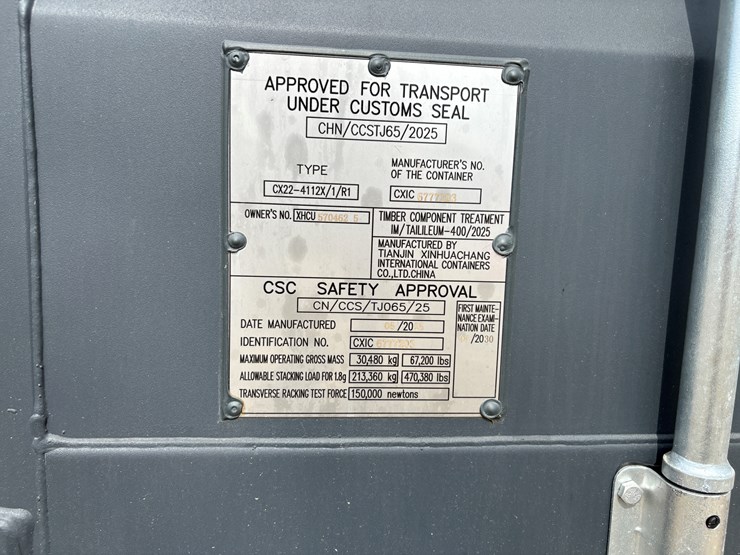 APPROVED FOR TRANSPORT
UNDER CUSTOMS SEAL
CHN/CCSTJ65/2025
TYPE
CX22-4112X/1/R1
MANUFACTURER'S NO.
OF THE CONTAINER
CXIC
OWNER'S NO. XHCU 570462 5
TIMBER COMPONENT TREATMENT
IM/TAILILEUM-400/2025
MANUFACTURED BY
TIANJIN XINHUACHANG
INTERNATIONAL CONTAINERS
CO.,LTD.CHINA
CSC SAFETY APPROVAL
CN/CCS/TJ065/25
DATE MANUFACTURED
IDENTIFICATION NO. CXIC
MAXIMUM OPERATING GROSS MASS 30,480 kg 67,200 lbs
ALLOWABLE STACKING LOAD FOR 1.8g 213,360 kg 470,380 lbs
TRANSVERSE RACKING TEST FORCE 150,000 newtons
FIRST MAINTE-
NANCE EXAMI-
NATION DATE
/2030